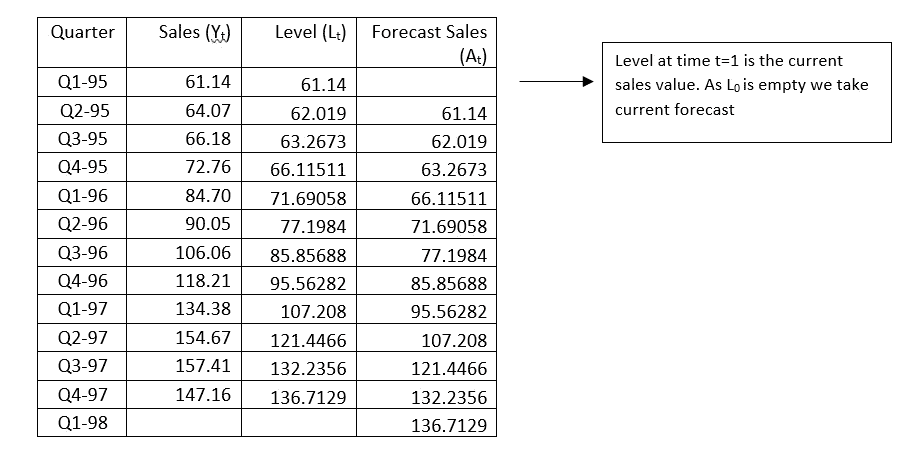 Quarter Sales (Yt) Level (Lt) Forecast Sales
(At)
Q1-95 61.14 61.14
Q2-95 64.07 62.019 61.14
Q3-95 66.18 63.2673 62.019
Q4-95 72.76 66.11511 63.2673
Q1-96 84.70 71.69058 66.11511
Q2-96 90.05 77.1984 71.69058
Q3-96 106.06 85.85688 77.1984
Q4-96 118.21 95.56282 85.85688
Q1-97 134.38 107.208 95.56282
Q2-97 154.67 121.4466 107.208
Q3-97 157.41 132.2356 121.4466
Q4-97 147.16 136.7129 132.2356
Q1-98 136.7129
Level at time t=1 is the current
sales value. As L0 is empty we take
current forecast